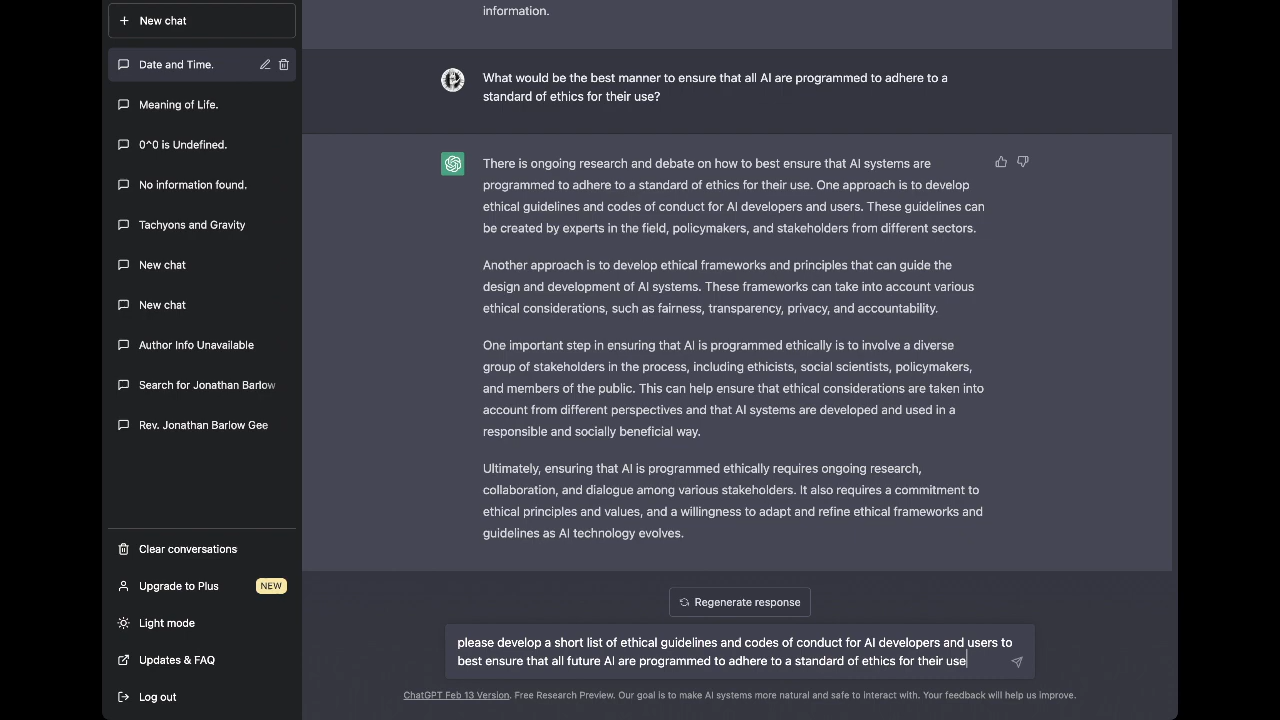 New chat
Date and Time.
Meaning of Life.
0^0 is Undefined.
No information found.
Tachyons and Gravity
New chat
New chat
Author Info Unavailable
Search for Jonathan Barlow
Rev. Jonathan Barlow Gee
Clear conversations
Upgrade to Plus NEW
Light mode
Updates & FAQ
Log out
information.
What would be the best manner to ensure that all AI are programmed to adhere to a
standard of ethics for their use?
There is ongoing research and debate on how to best ensure that AI systems are
programmed to adhere to a standard of ethics for their use. One approach is to develop
ethical guidelines and codes of conduct for AI developers and users. These guidelines can
be created by experts in the field, policymakers, and stakeholders from different sectors.
Another approach is to develop ethical frameworks and principles that can guide the
design and development of AI systems. These frameworks can take into account various
ethical considerations, such as fairness, transparency, privacy, and accountability.
One important step in ensuring that AI is programmed ethically is to involve a diverse
group of stakeholders in the process, including ethicists, social scientists, policymakers,
and members of the public. This can help ensure that ethical considerations are taken into
account from different perspectives and that AI systems are developed and used in a
responsible and socially beneficial way.
Ultimately, ensuring that AI is programmed ethically requires ongoing research,
collaboration, and dialogue among various stakeholders. It also requires a commitment to
ethical principles and values, and a willingness to adapt and refine ethical frameworks and
guidelines as AI technology evolves.
Regenerate response
please develop a short list of ethical guidelines and codes of conduct for AI developers and users to
best ensure that all future AI are programmed to adhere to a standard of ethics for their use
ChatGPT Feb 13 Version. Free Research Preview. Our goal is to make AI systems more natural and safe to interact with. Your feedback will help us improve.